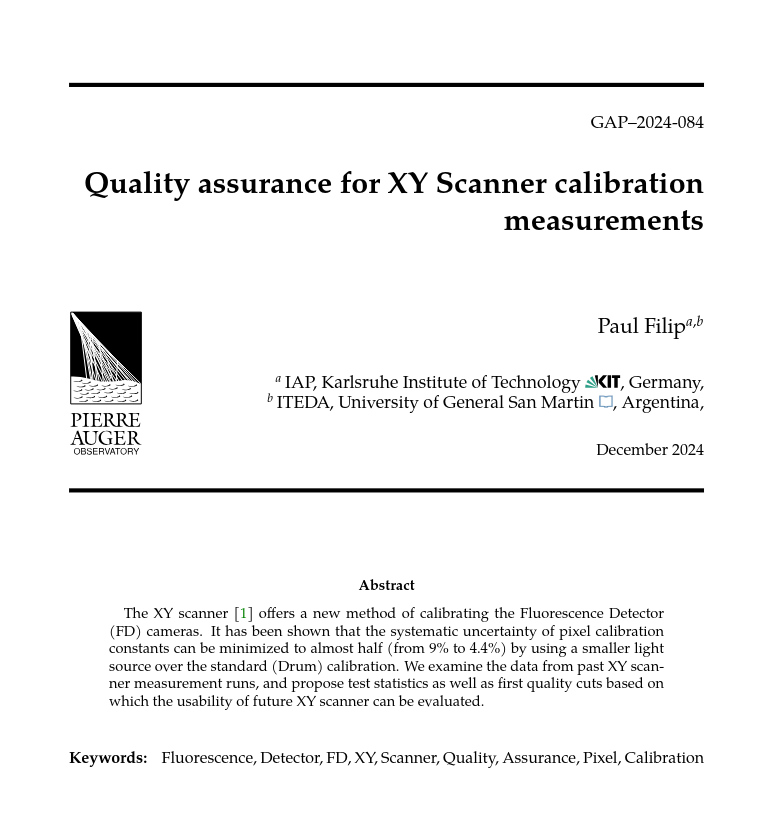 GAP–2024-084
Quality assurance for XY Scanner calibration
measurements
Paul Filip^{a,b}
^a IAP, Karlsruhe Institute of Technology KIT, Germany,
^b ITEDA, University of General San Martin, Argentina,
PIERRE
AUGER
OBSERVATORY
December 2024
Abstract
The XY scanner [1] offers a new method of calibrating the Fluorescence Detector
(FD) cameras. It has been shown that the systematic uncertainty of pixel calibration
constants can be minimized to almost half (from 9% to 4.4%) by using a smaller light
source over the standard (Drum) calibration. We examine the data from past XY scan-
ner measurement runs, and propose test statistics as well as first quality cuts based on
which the usability of future XY scanner can be evaluated.
Keywords: Fluorescence, Detector, FD, XY, Scanner, Quality, Assurance, Pixel, Calibration